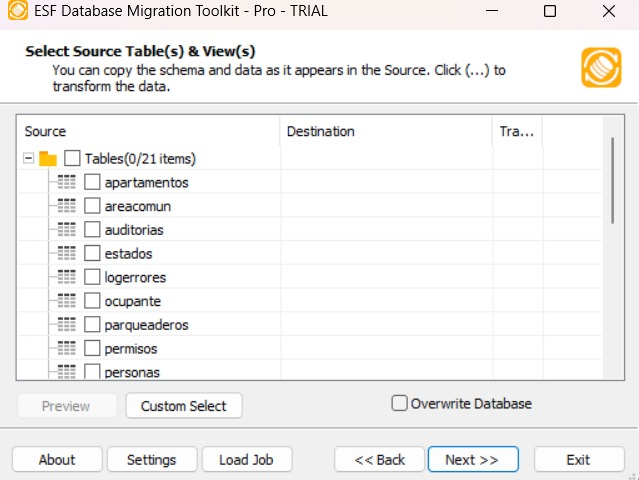 ESF Database Migration Toolkit - Pro - TRIAL
Select Source Table(s) & View(s)
You can copy the schema and data as it appears in the Source. Click (...) to
transform the data.
Source Destination Tra...
Tables(0/21 items)
apartamentos
areacomun
auditorias
estados
logerrores
ocupante
parqueaderos
permisos
personas
Preview Custom Select Overwrite Database
About Settings Load Job << Back Next >> Exit